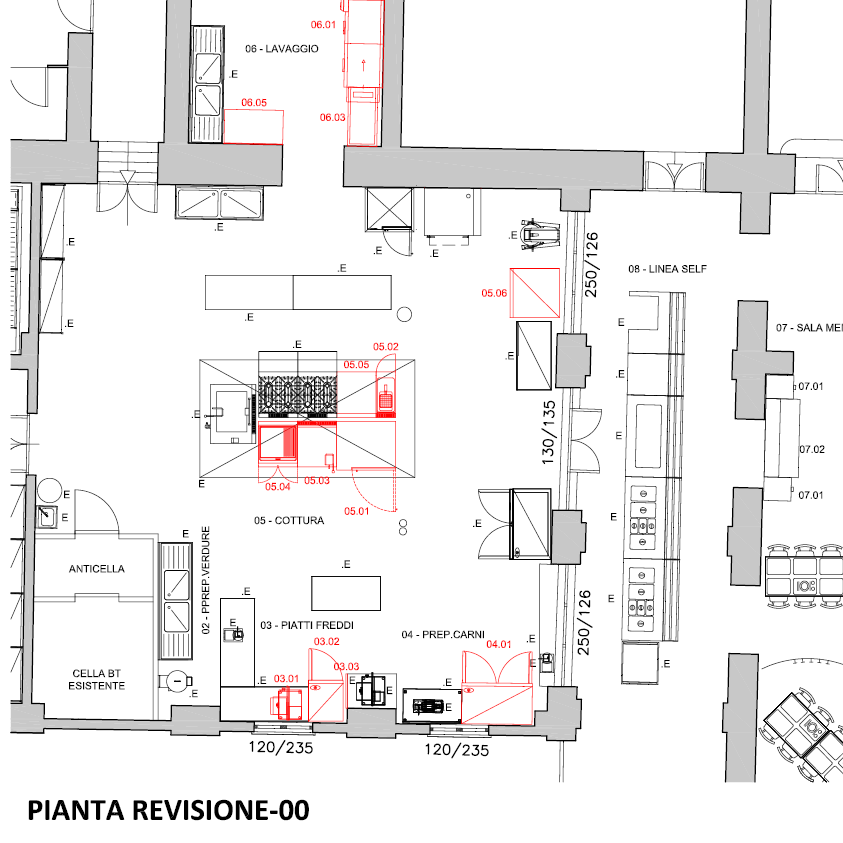 06.01
06 - LAVAGGIO
.E
06.05
06.03
.E
.E
.E
.E
.E
250/126
08 - LINEA SELF
.E
05.06
.E
.E
E
07 - SALA MEN
.E
.E
05.02
05.05
.E
E
07.01
.E
130/135
E
07.02
05.04
05.03
E
05.01
07.01
E
E
.E
E
05 - COTTURA
E
02 - PPREP.VERDURE
ANTICELLA
.E
E
250/126
E
03 - PIATTI FREDDI
04 - PREP.CARNI
03.02
04.01
.E
03.03
.E
E
CELLA BT
ESISTENTE
03.01
.E
.E
E
.E
E
.E
120/235
120/235
PIANTA REVISIONE-00